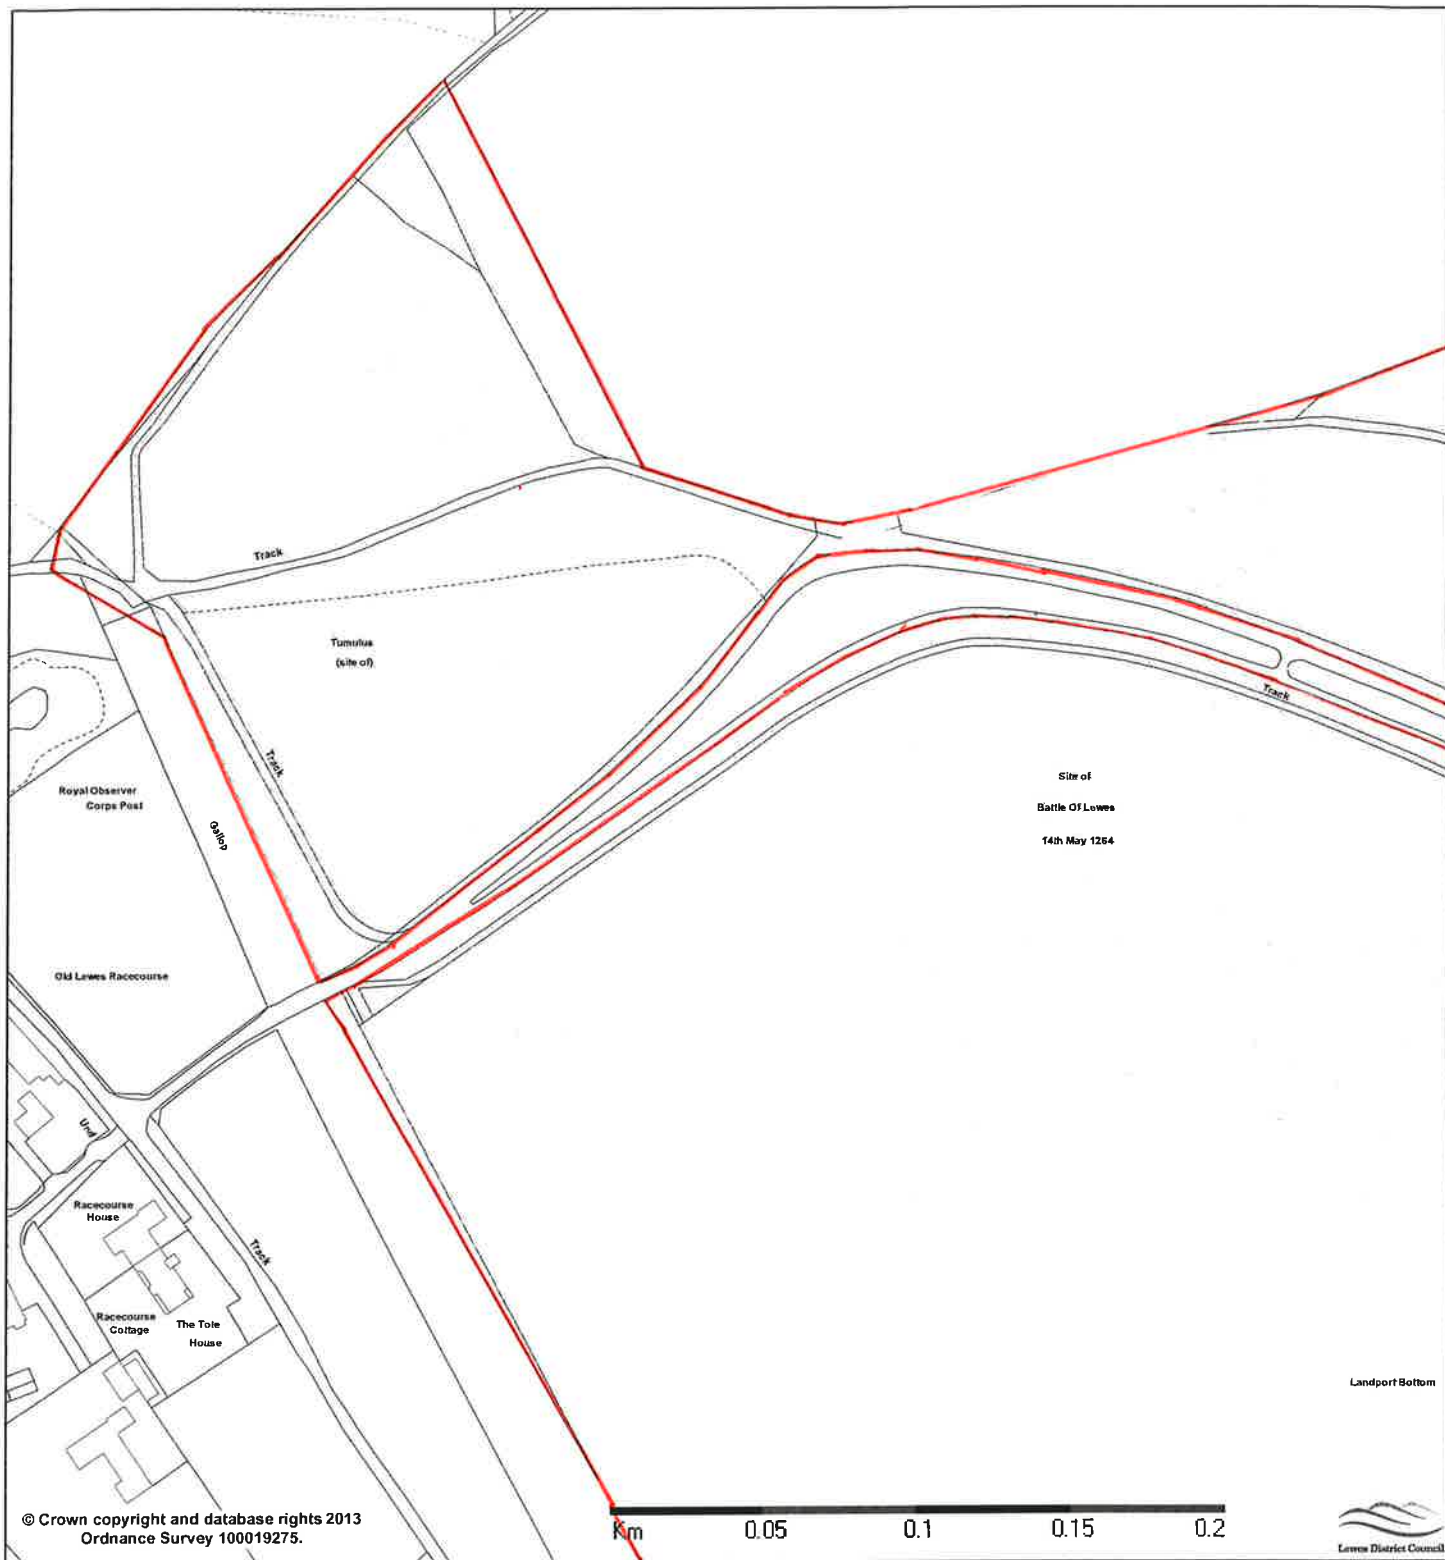 Track
Tumulus
(site of)
Track
Track
Site of
Battle Of Lewes
14th May 1264
Royal Observer
Corps Post
Gallop
Old Lewes Racecourse
Und
Racecourse
House
Track
Racecourse
Cottage
The Tote
House
Landport Bottom
© Crown copyright and database rights 2013
Ordnance Survey 100019275.
Km 0.05 0.1 0.15 0.2
Lewes District Council